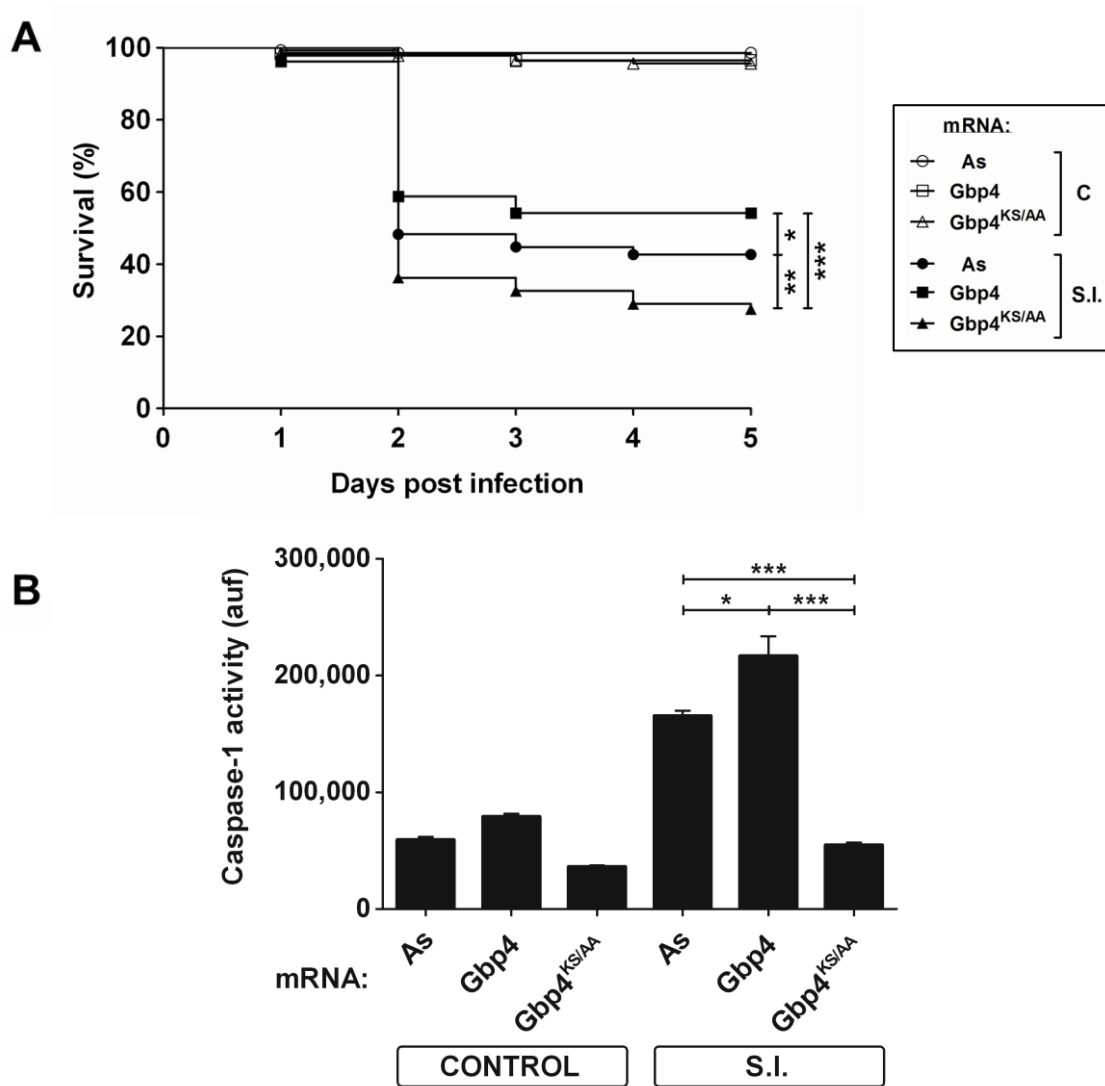 A
Survival (%)
100
80
60
40
20
0
0 1 2 3 4 5
Days post infection
*
**
***
mRNA:
As
Gbp4
Gbp4KS/AA
C
As
Gbp4
Gbp4KS/AA
S.I.
B
Caspase-1 activity (auf)
300,000
200,000
100,000
0
***
* ***
mRNA:
As Gbp4 Gbp4KS/AA As Gbp4 Gbp4KS/AA
CONTROL S.I.